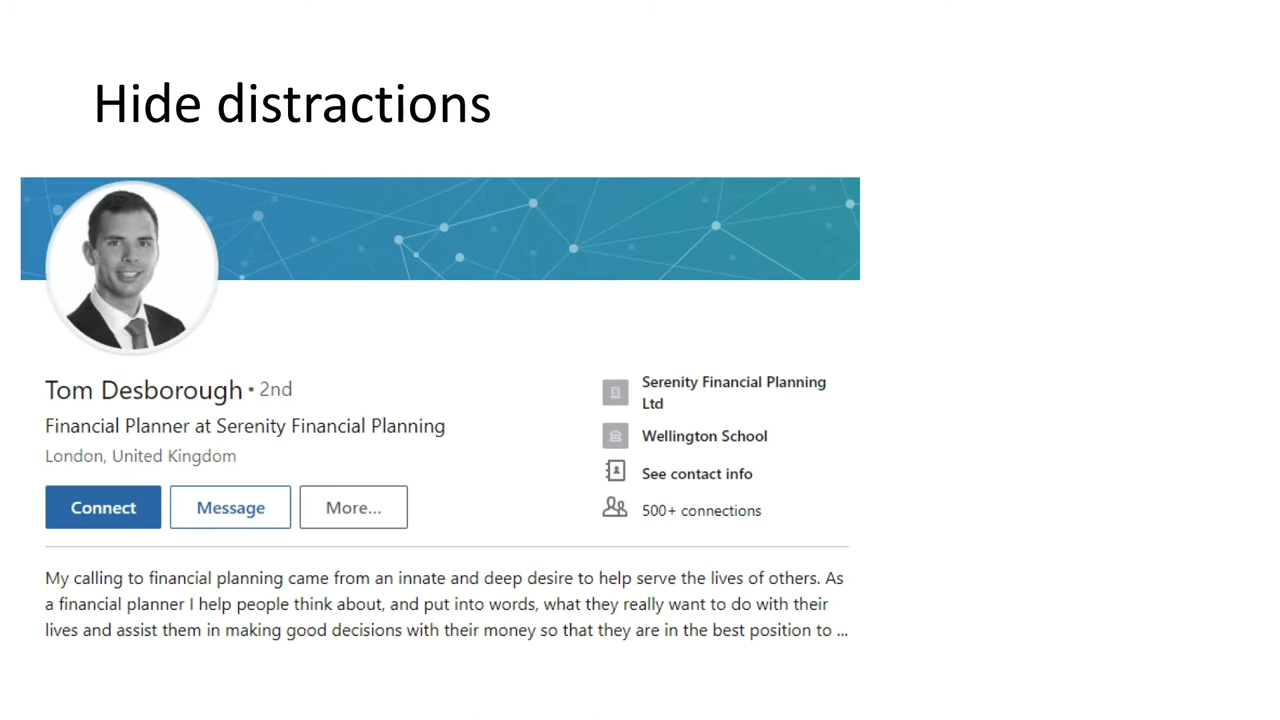 Hide distractions
Tom Desborough • 2nd
Financial Planner at Serenity Financial Planning
London, United Kingdom
Connect
Message
More...
Serenity Financial Planning
Ltd
Wellington School
See contact info
500+ connections
My calling to financial planning came from an innate and deep desire to help serve the lives of others. As
a financial planner I help people think about, and put into words, what they really want to do with their
lives and assist them in making good decisions with their money so that they are in the best position to ...